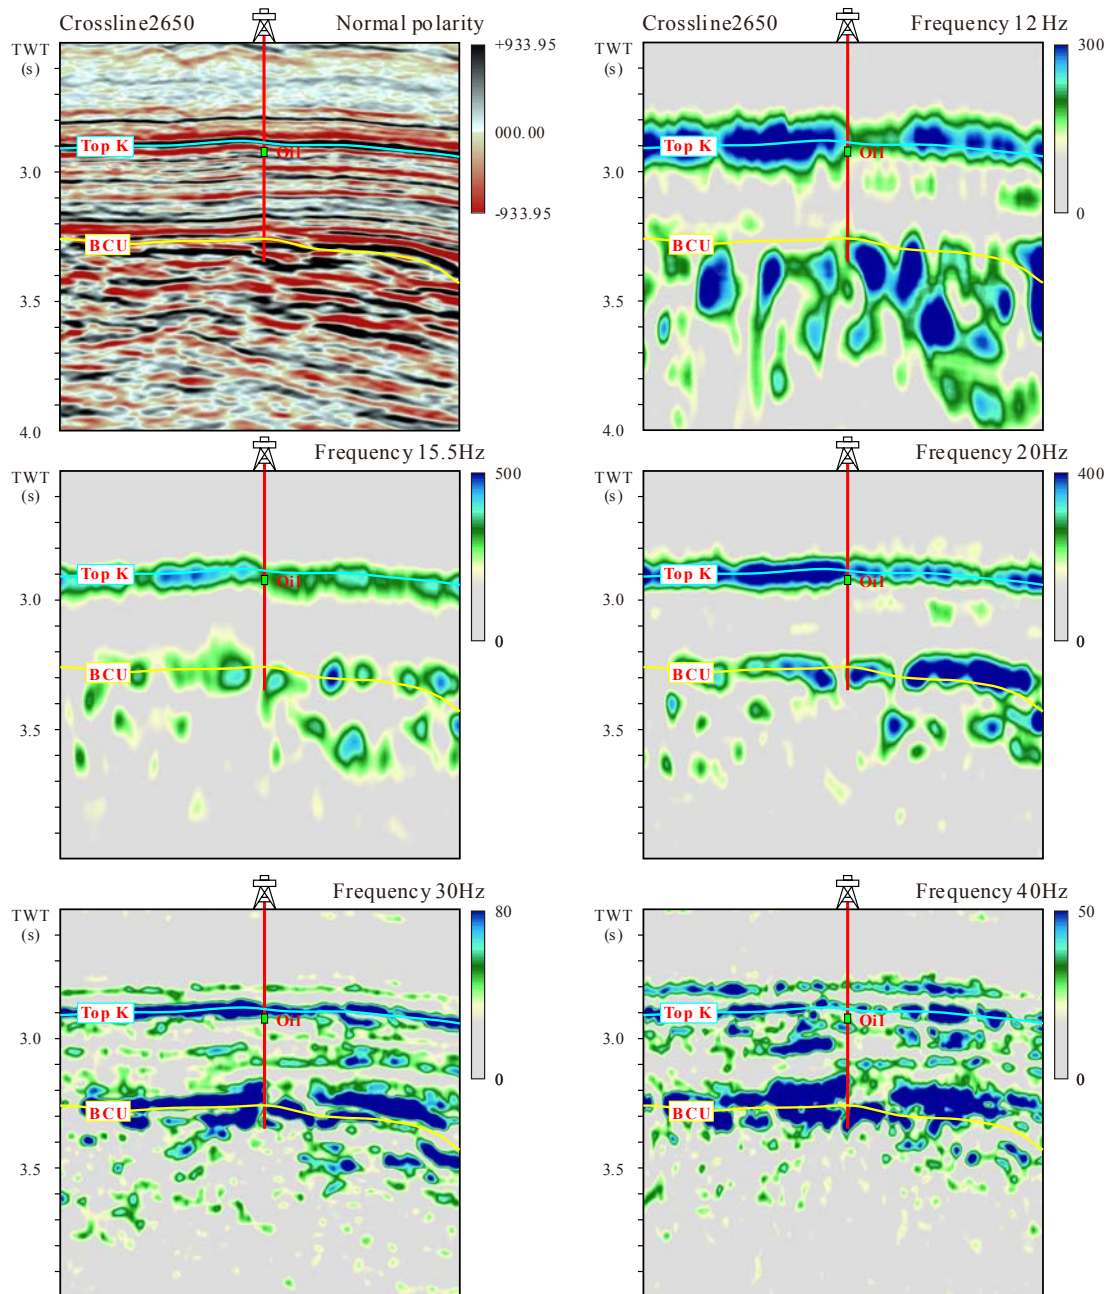 Crossline2650 Normal polarity
TWT
(s)
+933.95
000.00
-933.95
Top K
Oil
3.0
BCU
3.5
4.0
Crossline2650 Frequency 12 Hz
TWT
(s)
300
0
Top K
Oil
3.0
BCU
3.5
4.0
Frequency 15.5Hz
TWT
(s)
500
0
Top K
Oil
3.0
BCU
3.5
Frequency 20Hz
TWT
(s)
400
0
Top K
Oil
3.0
BCU
3.5
Frequency 30Hz
TWT
(s)
80
0
Top K
Oil
3.0
BCU
3.5
Frequency 40Hz
TWT
(s)
50
0
Top K
Oil
3.0
BCU
3.5